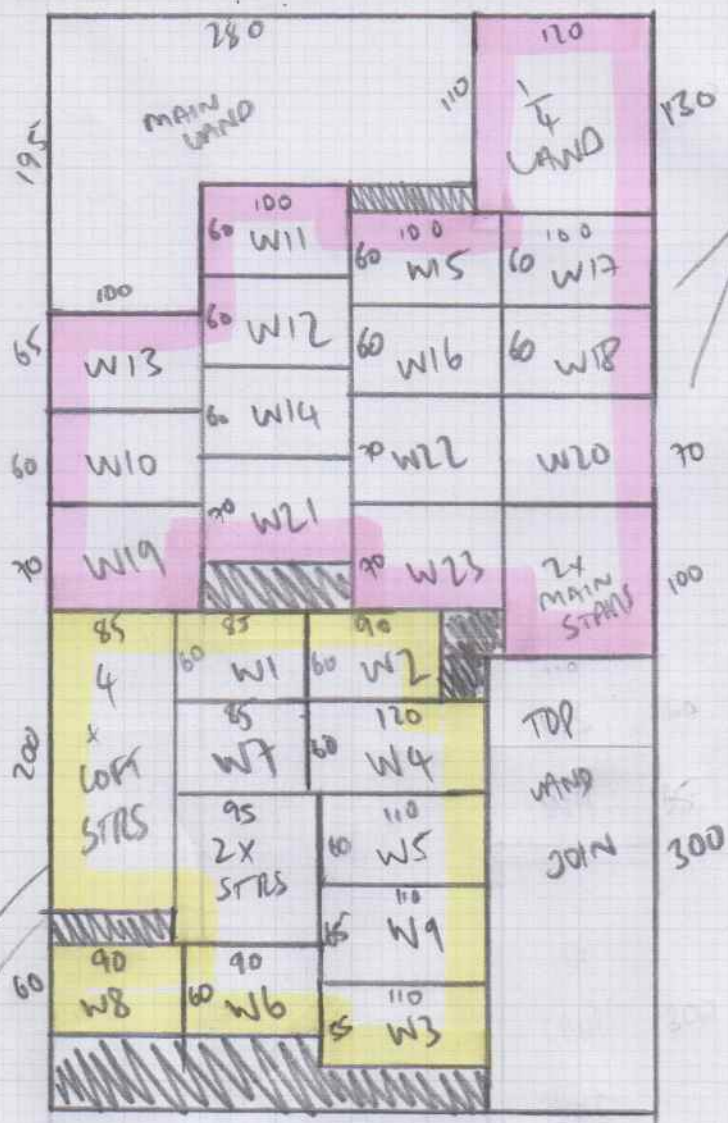 280
120
195
MAIN
LAND
110
1/4
LAND
130
100
60 W11
100
60 W15
100
60 W17
100
65
W13
60 W12
60 W16
60 W18
60
W10
60 W14
70 W22
W20
70
70
W19
70 W21
70 W23
2x
MAIN
STAIRS
100
85
4
x
LOFT
STRS
200
85
60 W1
90
60 W2
85
W7
120
60 W4
95
2X
STRS
110
60 W5
110
65 W9
110
55 W3
60
90
W8
90
60 W6
TOP
LAND
JOIN
300